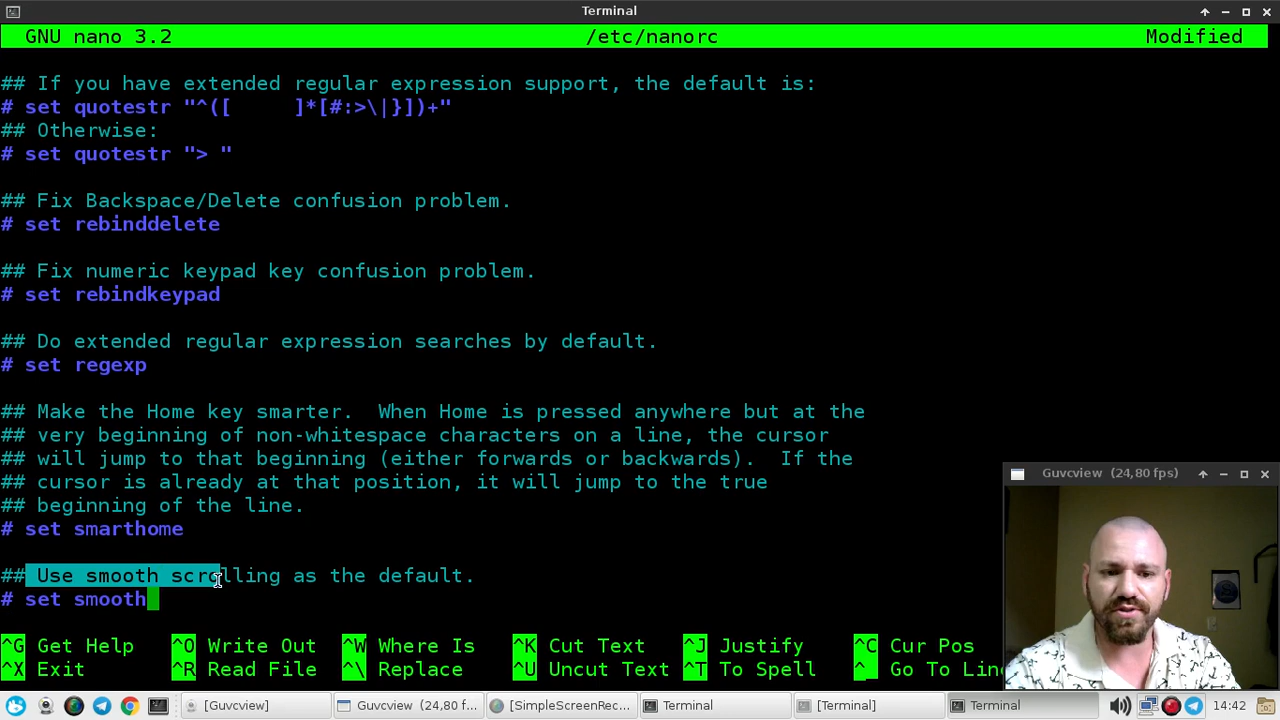 Terminal
GNU nano 3.2 /etc/nanorc Modified
## If you have extended regular expression support, the default is:
# set quotestr "^([     ]*[#:>\|}])+"
## Otherwise:
# set quotestr "> "
## Fix Backspace/Delete confusion problem.
# set rebinddelete
## Fix numeric keypad key confusion problem.
# set rebindkeypad
## Do extended regular expression searches by default.
# set regexp
## Make the Home key smarter.  When Home is pressed anywhere but at the
## very beginning of non-whitespace characters on a line, the cursor
## will jump to that beginning (either forwards or backwards).  If the
## cursor is already at that position, it will jump to the true
## beginning of the line.
# set smarthome
## Use smooth scrolling as the default.
# set smooth
Guvcview (24,80 fps)
^G Get Help ^O Write Out ^W Where Is ^K Cut Text ^J Justify ^C Cur Pos
^X Exit ^R Read File ^\ Replace ^U Uncut Text ^T To Spell ^_ Go To Lin
[Guvcview] Guvcview (24,80 f... [SimpleScreenRec... Terminal [Terminal] Terminal 14:42